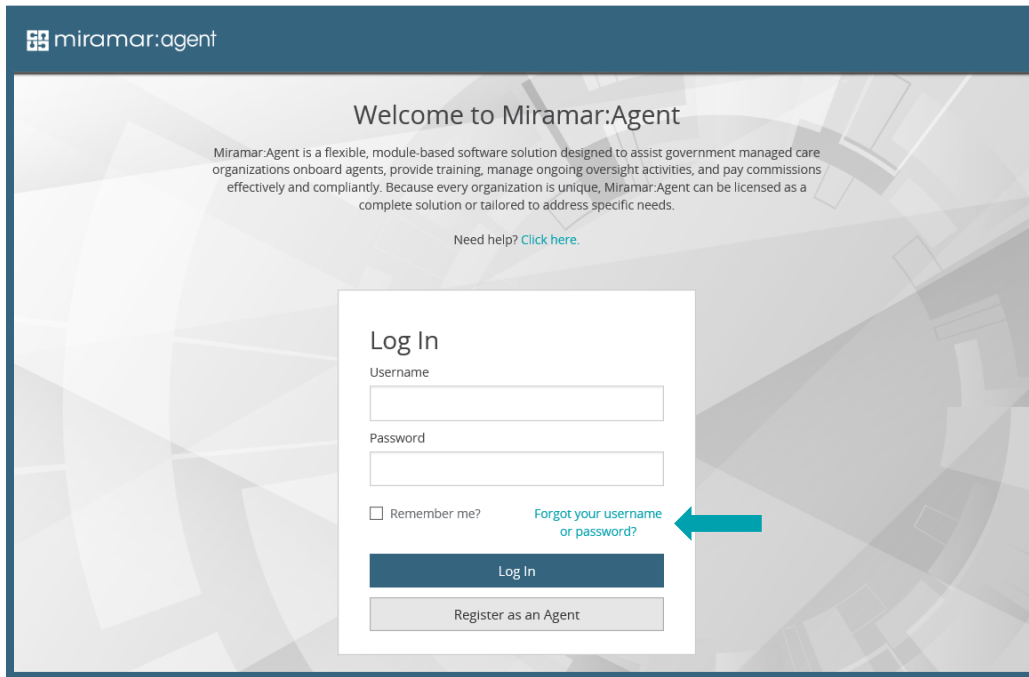 miramar:agent
Welcome to Miramar:Agent
Miramar:Agent is a flexible, module-based software solution designed to assist government managed care
organizations onboard agents, provide training, manage ongoing oversight activities, and pay commissions
effectively and compliantly. Because every organization is unique, Miramar:Agent can be licensed as a
complete solution or tailored to address specific needs.
Need help? Click here.
Log In
Username
Password
Remember me?
Forgot your username
or password?
Log In
Register as an Agent